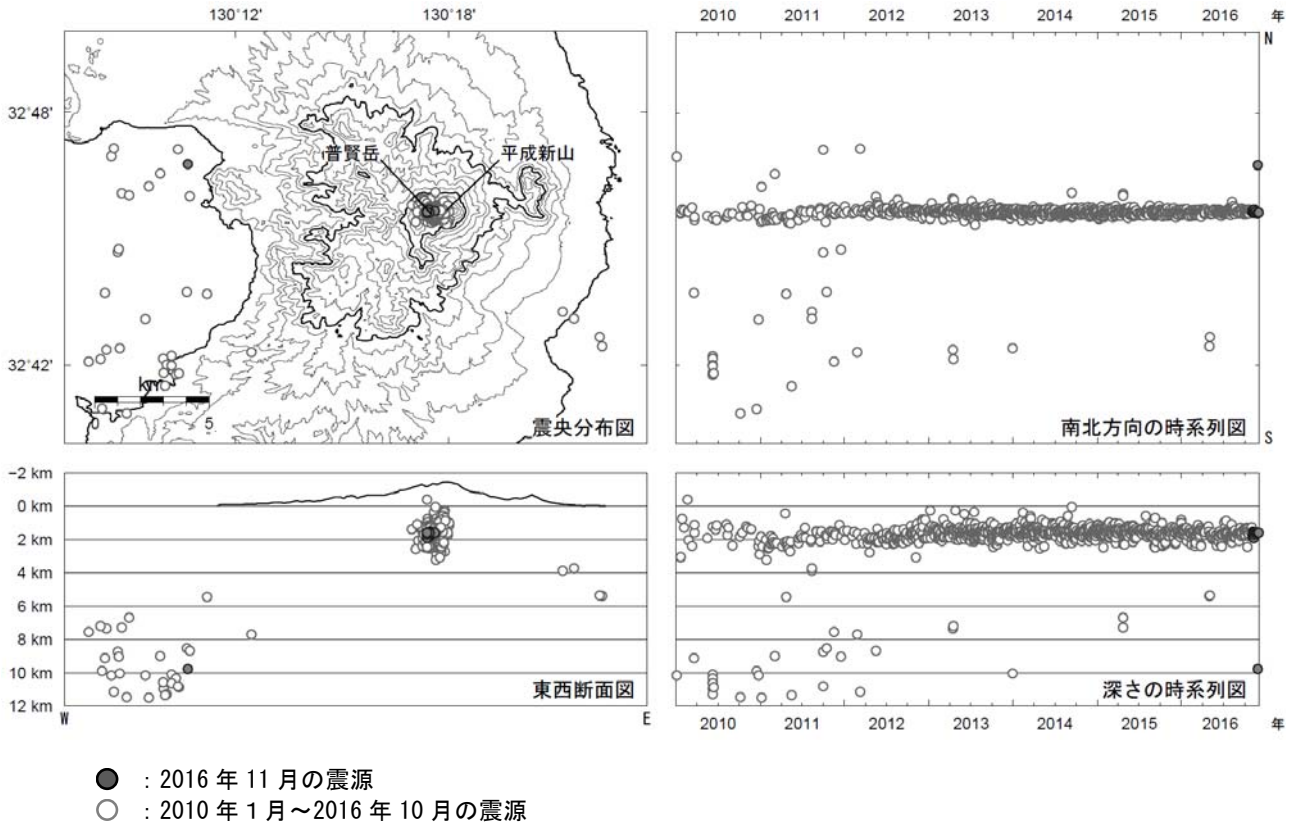 130°12′ 130°18′
32°48′
32°42′
普賢岳
平成新山
km
0 5
震央分布図
2010 2011 2012 2013 2014 2015 2016 年
N
S
南北方向の時系列図
-2 km
0 km
2 km
4 km
6 km
8 km
10 km
12 km
W E
東西断面図
深さの時系列図
2010 2011 2012 2013 2014 2015 2016 年
：2016 年 11 月の震源
：2010 年 1 月～2016 年 10 月の震源